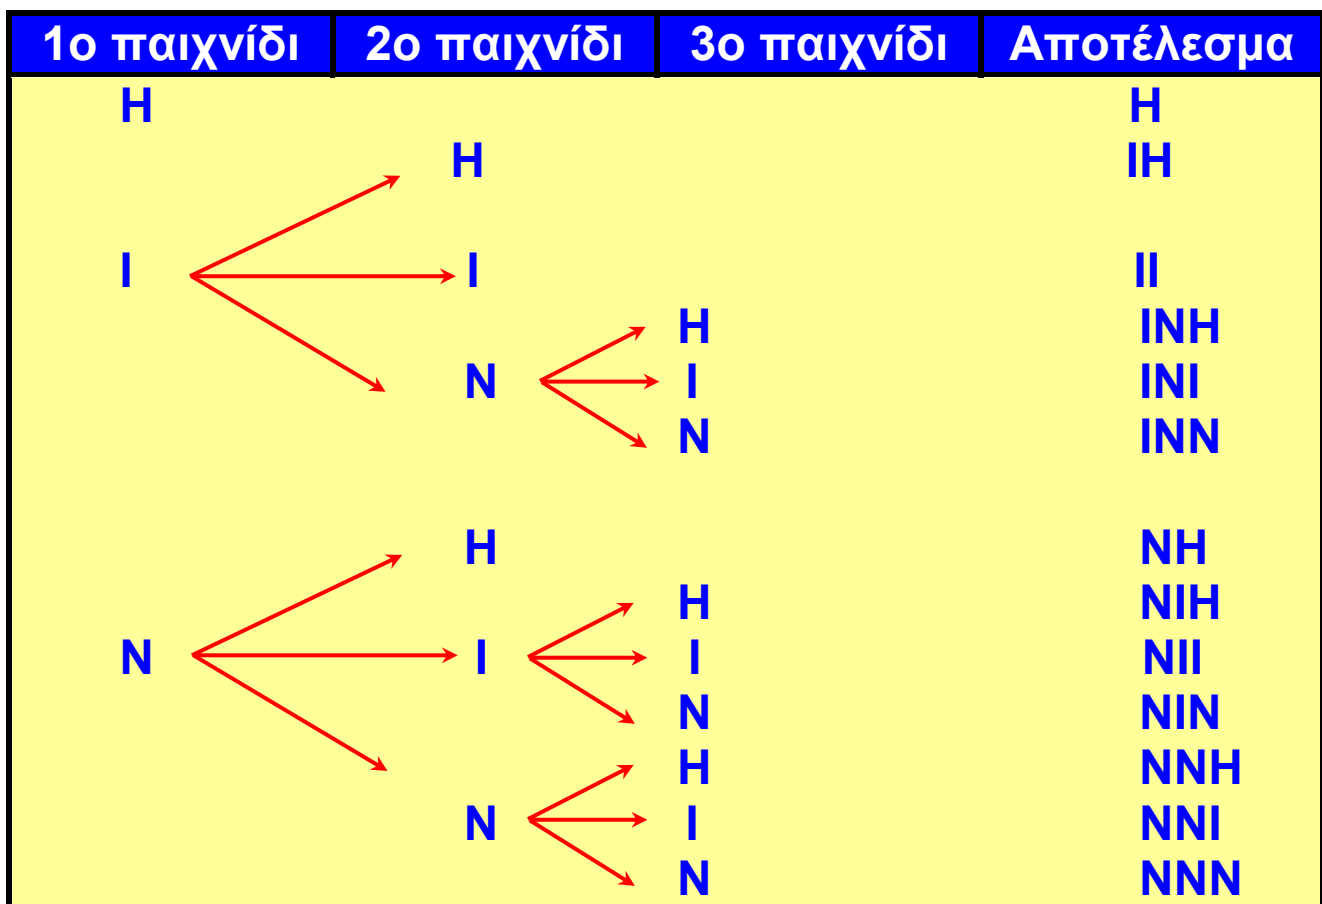 1ο παιχνίδι 2ο παιχνίδι 3ο παιχνίδι Αποτέλεσμα
Η Η
Η ΙΗ
Ι Ι ΙΙ
Η ΙΝΗ
Ν Ι ΙΝΙ
Ν ΙΝΝ
Η ΝΗ
Η ΝΙΗ
Ν Ι Ι ΝΙΙ
Ν ΝΙΝ
Η ΝΝΗ
Ν Ι ΝΝΙ
Ν ΝΝΝ